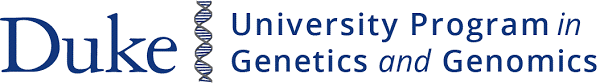 Duke
University Program in
Genetics and Genomics